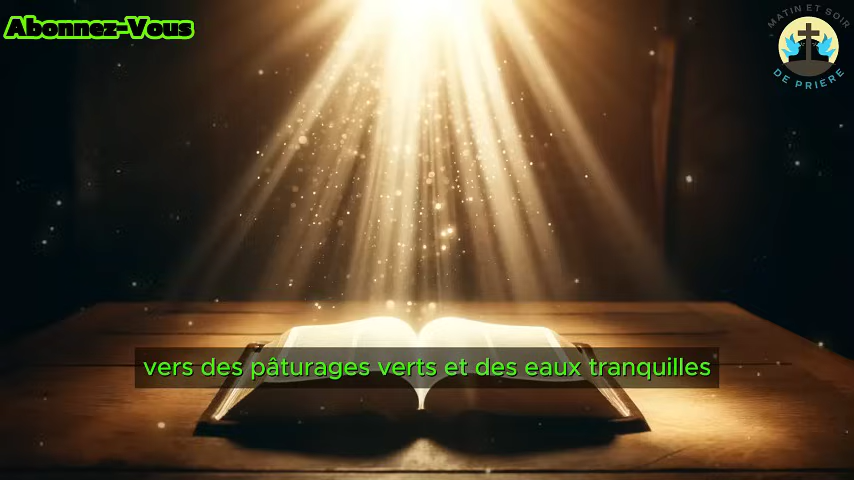 Abonnez-Vous
MATIN ET SOIR
DE PRIERE
vers des pâturages verts et des eaux tranquilles